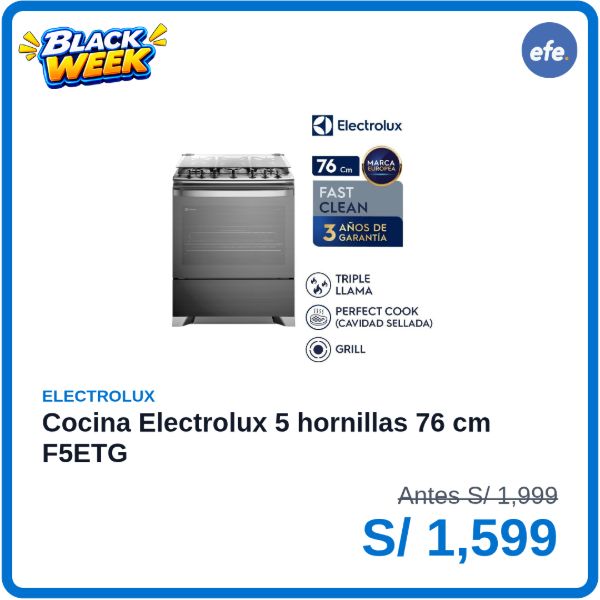 BLACK
WEEK
efe.
Electrolux
76 Cm
MARCA
EUROPEA
FAST
CLEAN
3 AÑOS DE
GARANTÍA
TRIPLE
LLAMA
PERFECT COOK
(CAVIDAD SELLADA)
GRILL
ELECTROLUX
Cocina Electrolux 5 hornillas 76 cm
F5ETG
Antes S/ 1,999
S/ 1,599